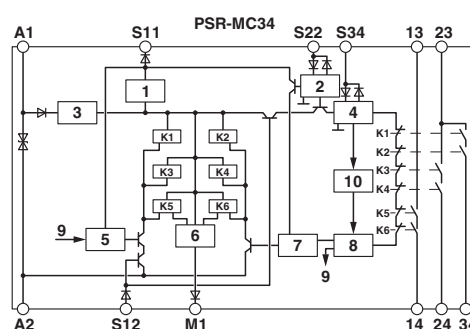 PSR-MC34
A1 S11 S22 S34 13 23
1
2
3
4
K1 K2
K3 K4
K5 K6
K1
K2
K3
K4
K5
K6
10
9
5
6
7
8
9
A2 S12 M1 14 24